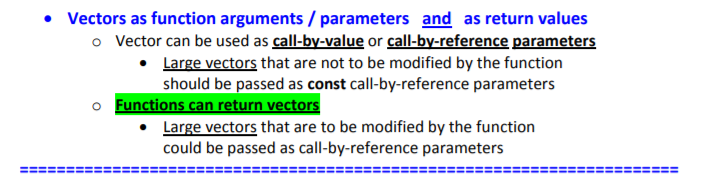 • Vectors as function arguments / parameters and as return values
o Vector can be used as call-by-value or call-by-reference parameters
• Large vectors that are not to be modified by the function
should be passed as const call-by-reference parameters
o Functions can return vectors
• Large vectors that are to be modified by the function
could be passed as call-by-reference parameters
========================================================================